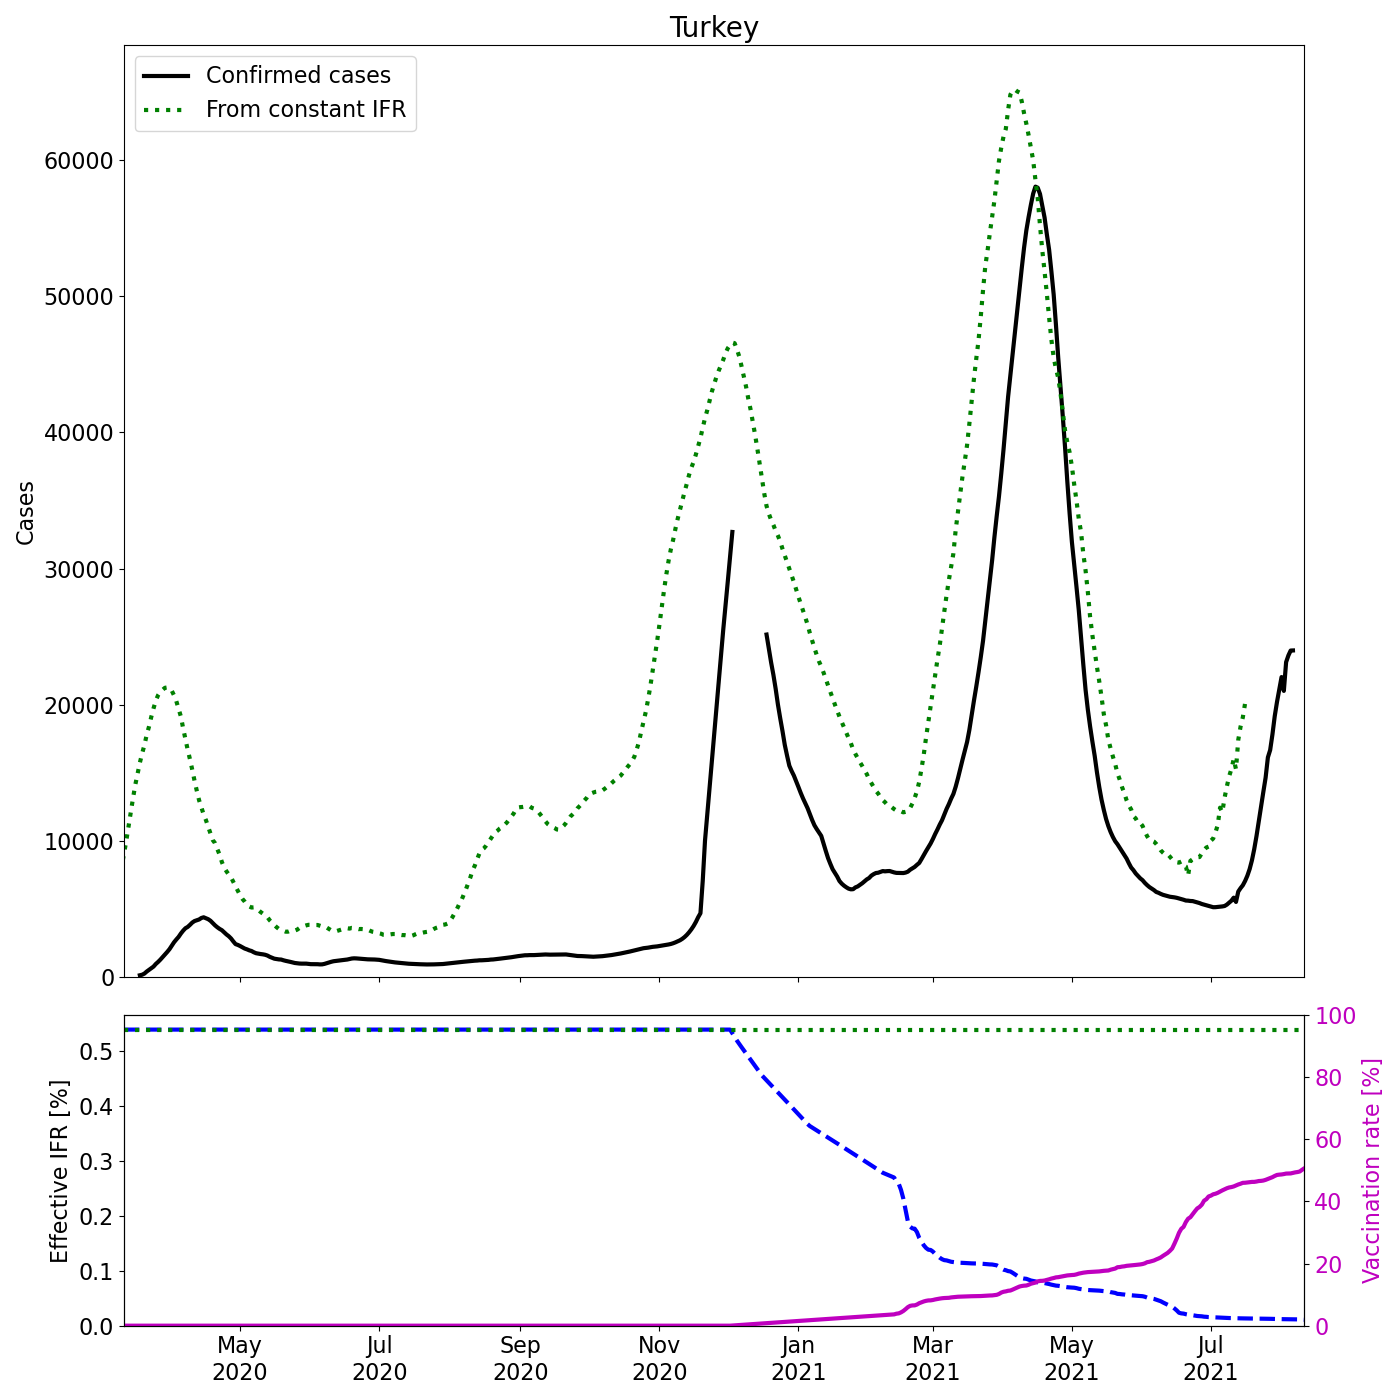 Turkey
Confirmed cases
From constant IFR
Cases
60000
50000
40000
30000
20000
10000
0
Effective IFR [%]
0.5
0.4
0.3
0.2
0.1
0.0
100
80
60
40
20
0
Vaccination rate [%]
May Jul Sep Nov Jan Mar May Jul
2020 2020 2020 2020 2021 2021 2021 2021